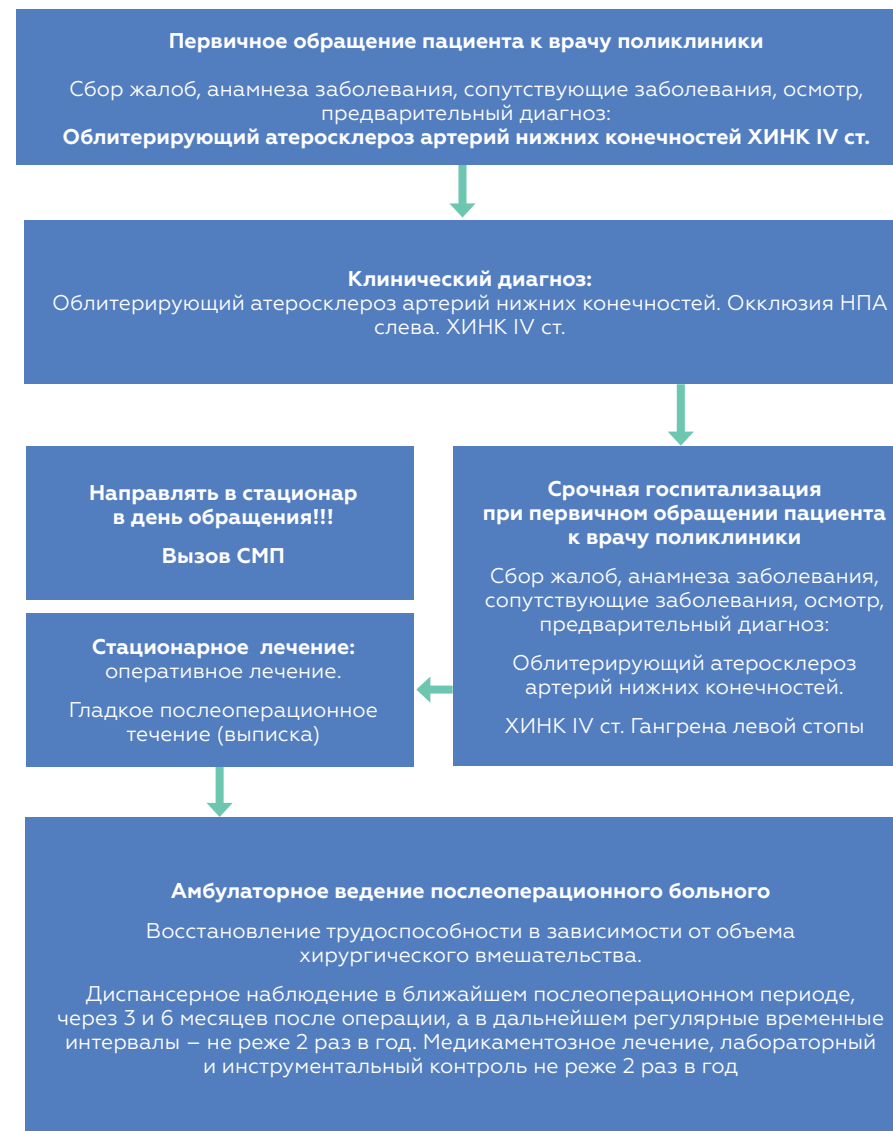 Первичное обращение пациента к врачу поликлиники
Сбор жалоб, анамнеза заболевания, сопутствующие заболевания, осмотр,
предварительный диагноз:
Облитерирующий атеросклероз артерий нижних конечностей ХИНК IV ст.
Клинический диагноз:
Облитерирующий атеросклероз артерий нижних конечностей. Окклюзия НПА
слева. ХИНК IV ст.
Направлять в стационар
в день обращения!!!
Вызов СМП
Срочная госпитализация
при первичном обращении пациента
к врачу поликлиники
Сбор жалоб, анамнеза заболевания,
сопутствующие заболевания, осмотр,
предварительный диагноз:
Облитерирующий атеросклероз
артерий нижних конечностей.
ХИНК IV ст. Гангрена левой стопы
Стационарное лечение:
оперативное лечение.
Гладкое послеоперационное
течение (выписка)
Амбулаторное ведение послеоперационного больного
Восстановление трудоспособности в зависимости от объема
хирургического вмешательства.
Диспансерное наблюдение в ближайшем послеоперационном периоде,
через 3 и 6 месяцев после операции, а в дальнейшем регулярные временные
интервалы – не реже 2 раз в год. Медикаментозное лечение, лабораторный
и инструментальный контроль не реже 2 раз в год